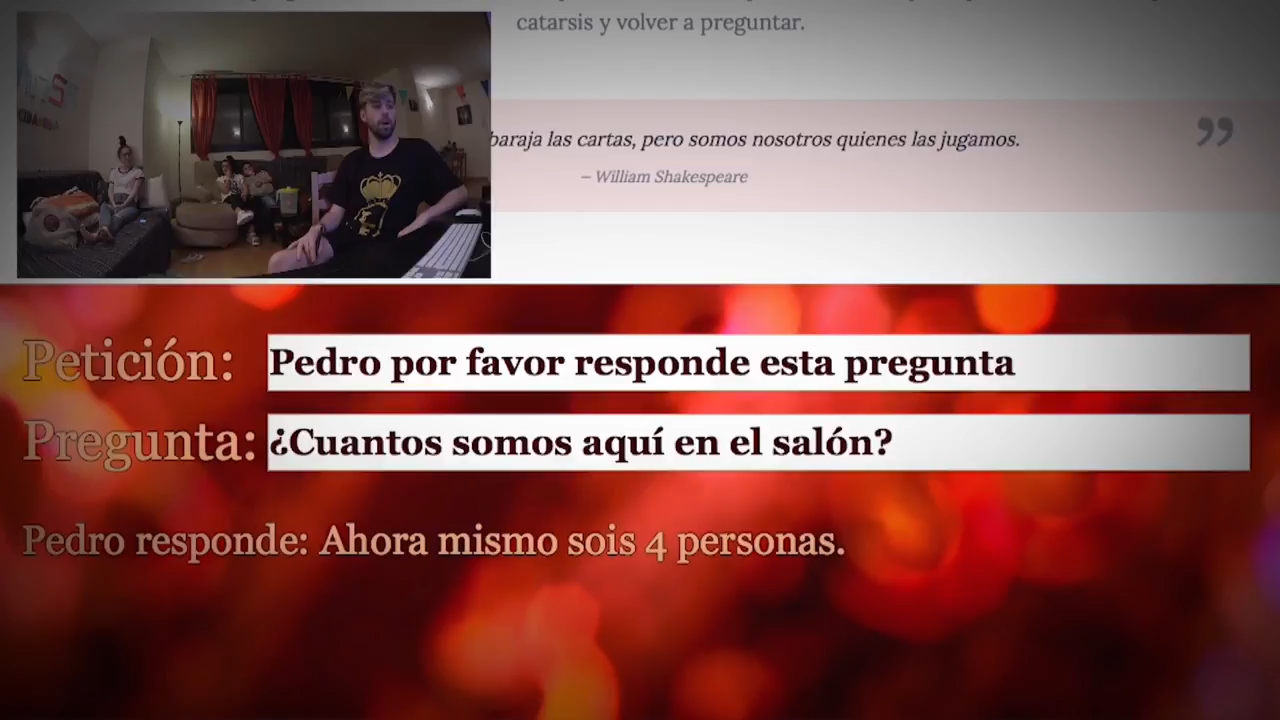 catarsis y volver a preguntar.
baraja las cartas, pero somos nosotros quienes las jugamos.
”
– William Shakespeare
Petición: Pedro por favor responde esta pregunta
Pregunta: ¿Cuantos somos aquí en el salón?
Pedro responde: Ahora mismo sois 4 personas.